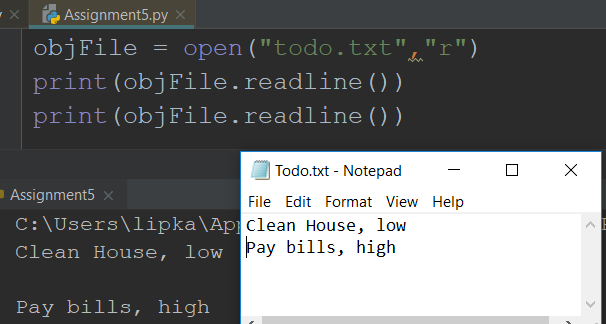 Assignment5.py
objFile = open("todo.txt","r")
print(objFile.readline())
print(objFile.readline())
Todo.txt - Notepad
File Edit Format View Help
Clean House, low
Pay bills, high
Assignment5
C:\Users\lipka\App
Clean House, low
Pay bills, high